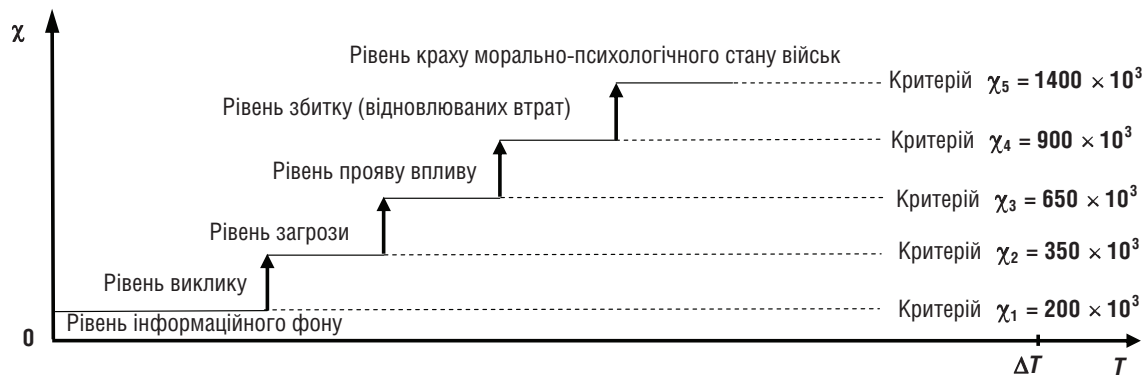 χ
Рівень краху морально-психологічного стану військ
Критерій χ5 = 1400 × 10³
Рівень збитку (відновлюваних втрат)
Критерій χ4 = 900 × 10³
Рівень прояву впливу
Критерій χ3 = 650 × 10³
Рівень загрози
Критерій χ2 = 350 × 10³
Рівень виклику
Критерій χ1 = 200 × 10³
Рівень інформаційного фону
0
ΔT
T